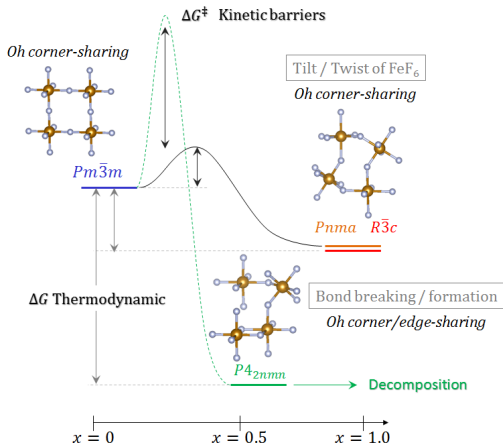 ΔG‡ Kinetic barriers
Oh corner-sharing
Tilt / Twist of FeF6
Oh corner-sharing
Pm3̅m
Pnma R3̅c
ΔG Thermodynamic
Bond breaking / formation
Oh corner/edge-sharing
P42nmn
Decomposition
x = 0
x = 0.5
x = 1.0